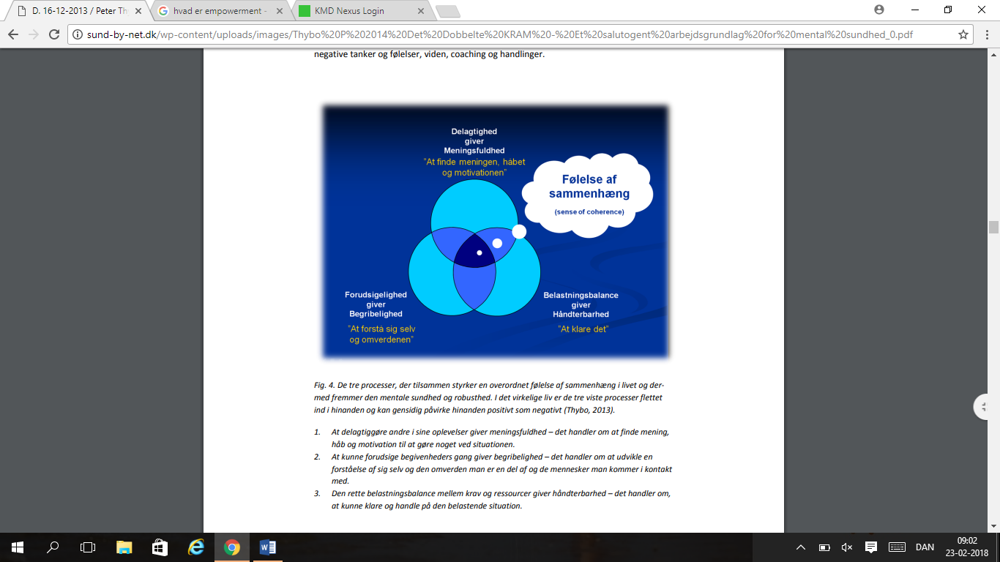 D. 16-12-2013 / Peter Th
hvad er empowerment -
KMD Nexus Login
sund-by-net.dk/wp-content/uploads/images/Thybo%20P%202014%20Det%20Dobbelte%20KRAM%20-%20Et%20salutogent%20arbejdsgrundlag%20for%20mental%20sundhed_0.pdf
negative tanker og følelser, viden, coaching og handlinger.
Delagtighed
giver
Meningsfuldhed
"At finde meningen, håbet
og motivationen"
Følelse af
sammenhæng
(sense of coherence)
Forudsigelighed
giver
Begribelighed
"At forstå sig selv
og omverdenen"
Belastningsbalance
giver
Håndterbarhed
"At klare det"
Fig. 4. De tre processer, der tilsammen styrker en overordnet følelse af sammenhæng i livet og der-
med fremmer den mentale sundhed og robusthed. I det virkelige liv er de tre viste processer flettet
ind i hinanden og kan gensidig påvirke hinanden positivt som negativt (Thybo, 2013).
1. At delagtiggøre andre i sine oplevelser giver meningsfuldhed – det handler om at finde mening,
håb og motivation til at gøre noget ved situationen.
2. At kunne forudsige begivenheders gang giver begribelighed – det handler om at udvikle en
forståelse af sig selv og den omverden man er en del af og de mennesker man kommer i kontakt
med.
3. Den rette belastningsbalance mellem krav og ressourcer giver håndterbarhed – det handler om,
at kunne klare og handle på den belastende situation.
DAN
09:02
23-02-2018